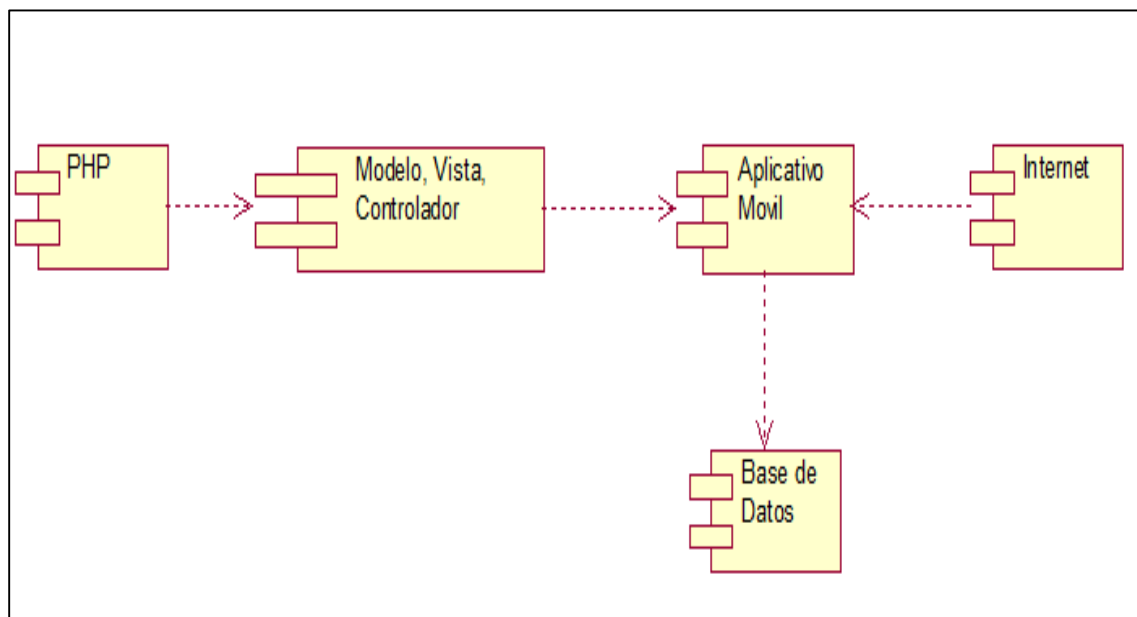 PHP
Modelo, Vista,
Controlador
Aplicativo
Movil
Internet
Base de
Datos